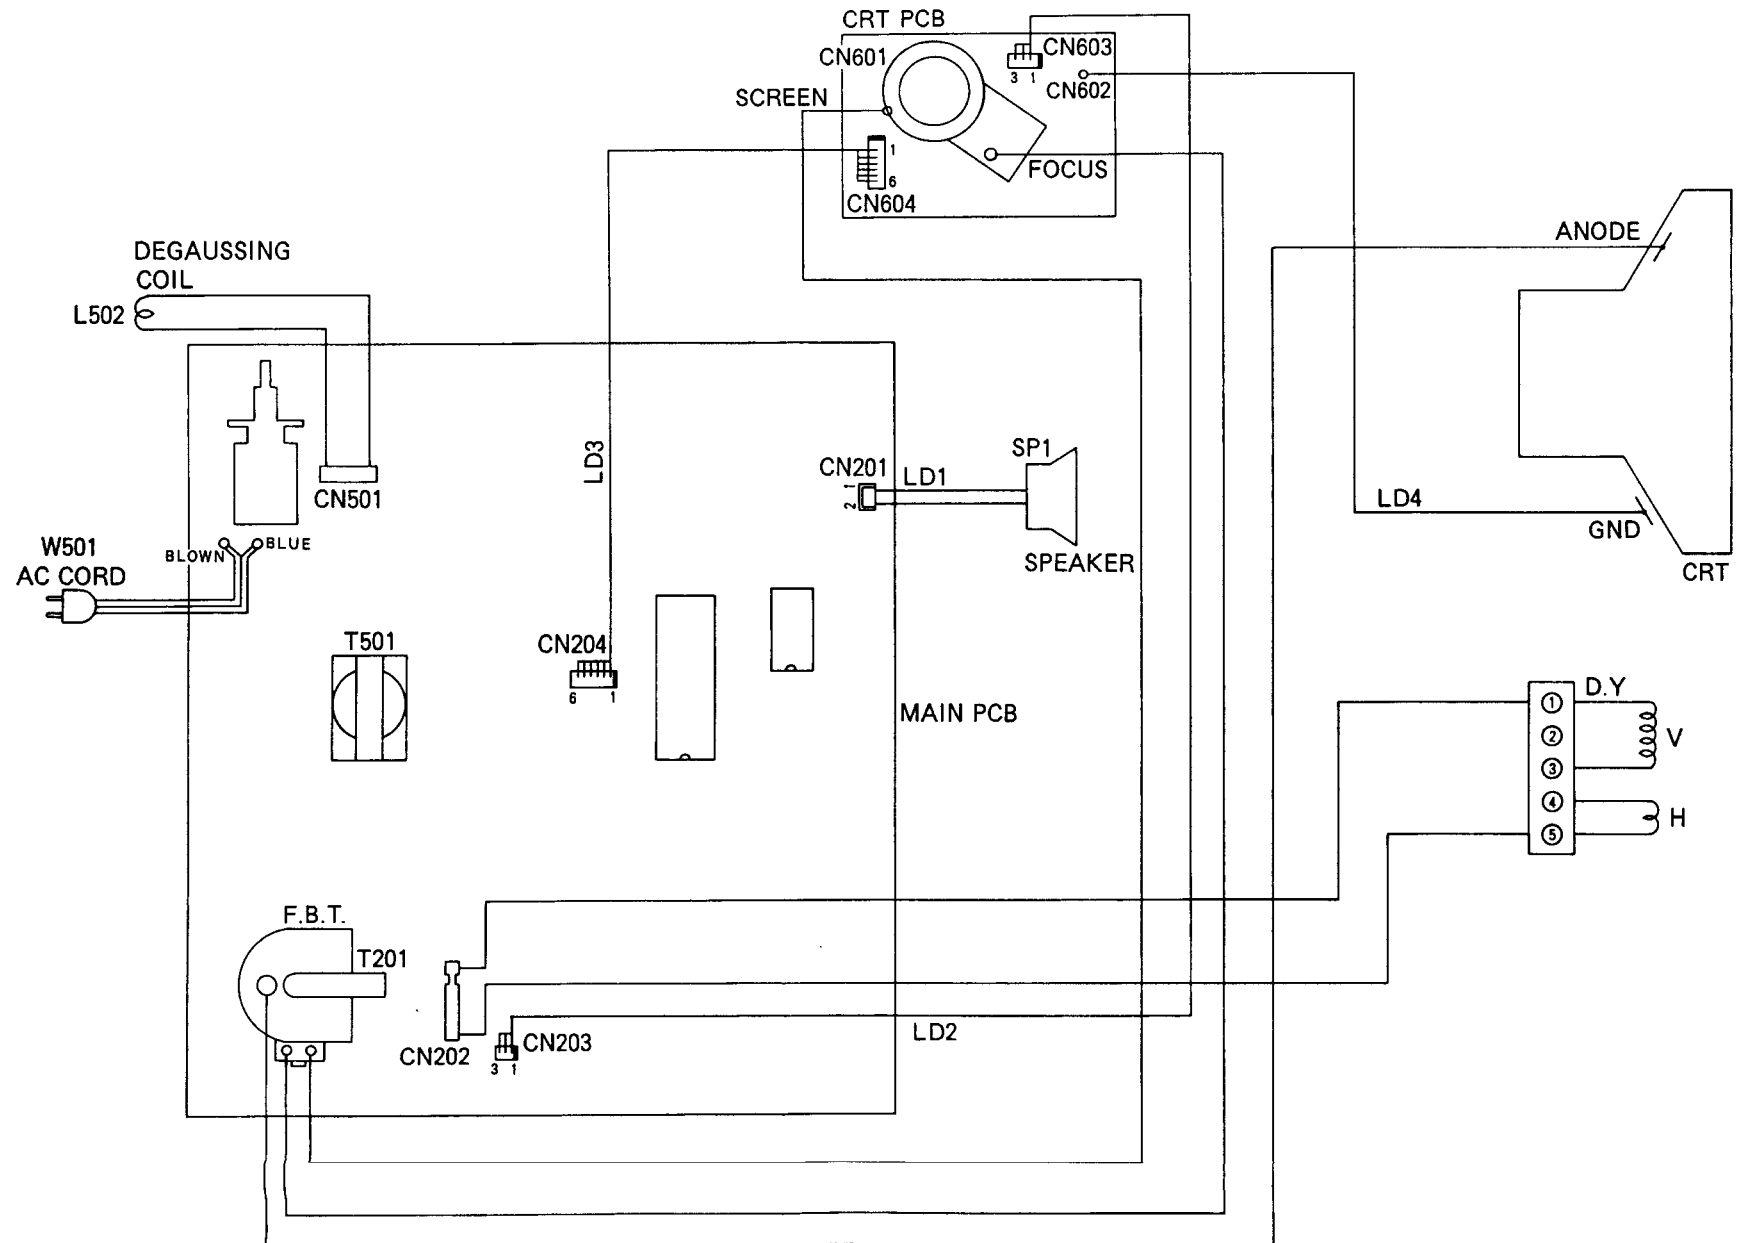 CRT PCB
CN601
CN603
3 1
CN602
SCREEN
1
FOCUS
6
CN604
ANODE
DEGAUSSING
COIL
L502
LD3
SP1
CN201
1
2
LD1
CN501
LD4
GND
W501
AC CORD
BLOWN
BLUE
SPEAKER
CRT
T501
CN204
6 1
MAIN PCB
D.Y
1
2
3
4
5
V
H
F.B.T.
T201
CN202
CN203
3 1
LD2